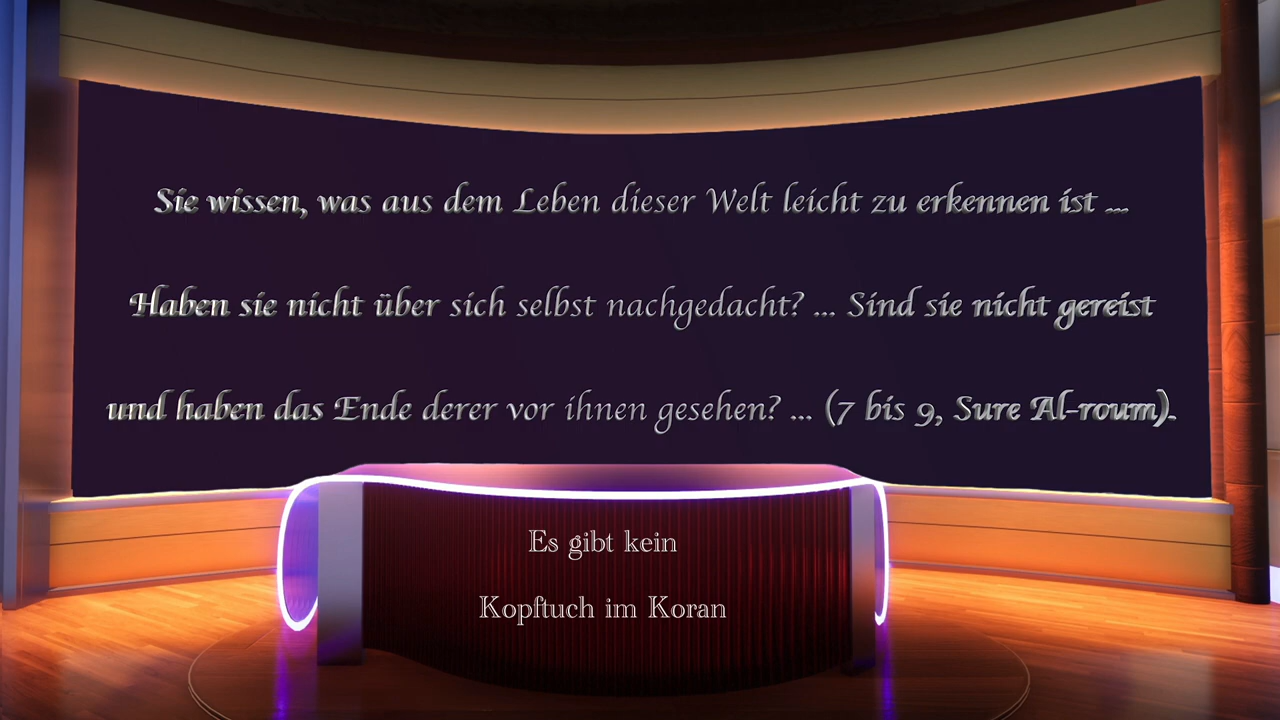 Sie wissen, was aus dem Leben dieser Welt leicht zu erkennen ist ...
Haben sie nicht über sich selbst nachgedacht? ... Sind sie nicht gereist
und haben das Ende derer vor ihnen gesehen? ... (7 bis 9, Sure Al-roum).
Es gibt kein
Kopftuch im Koran